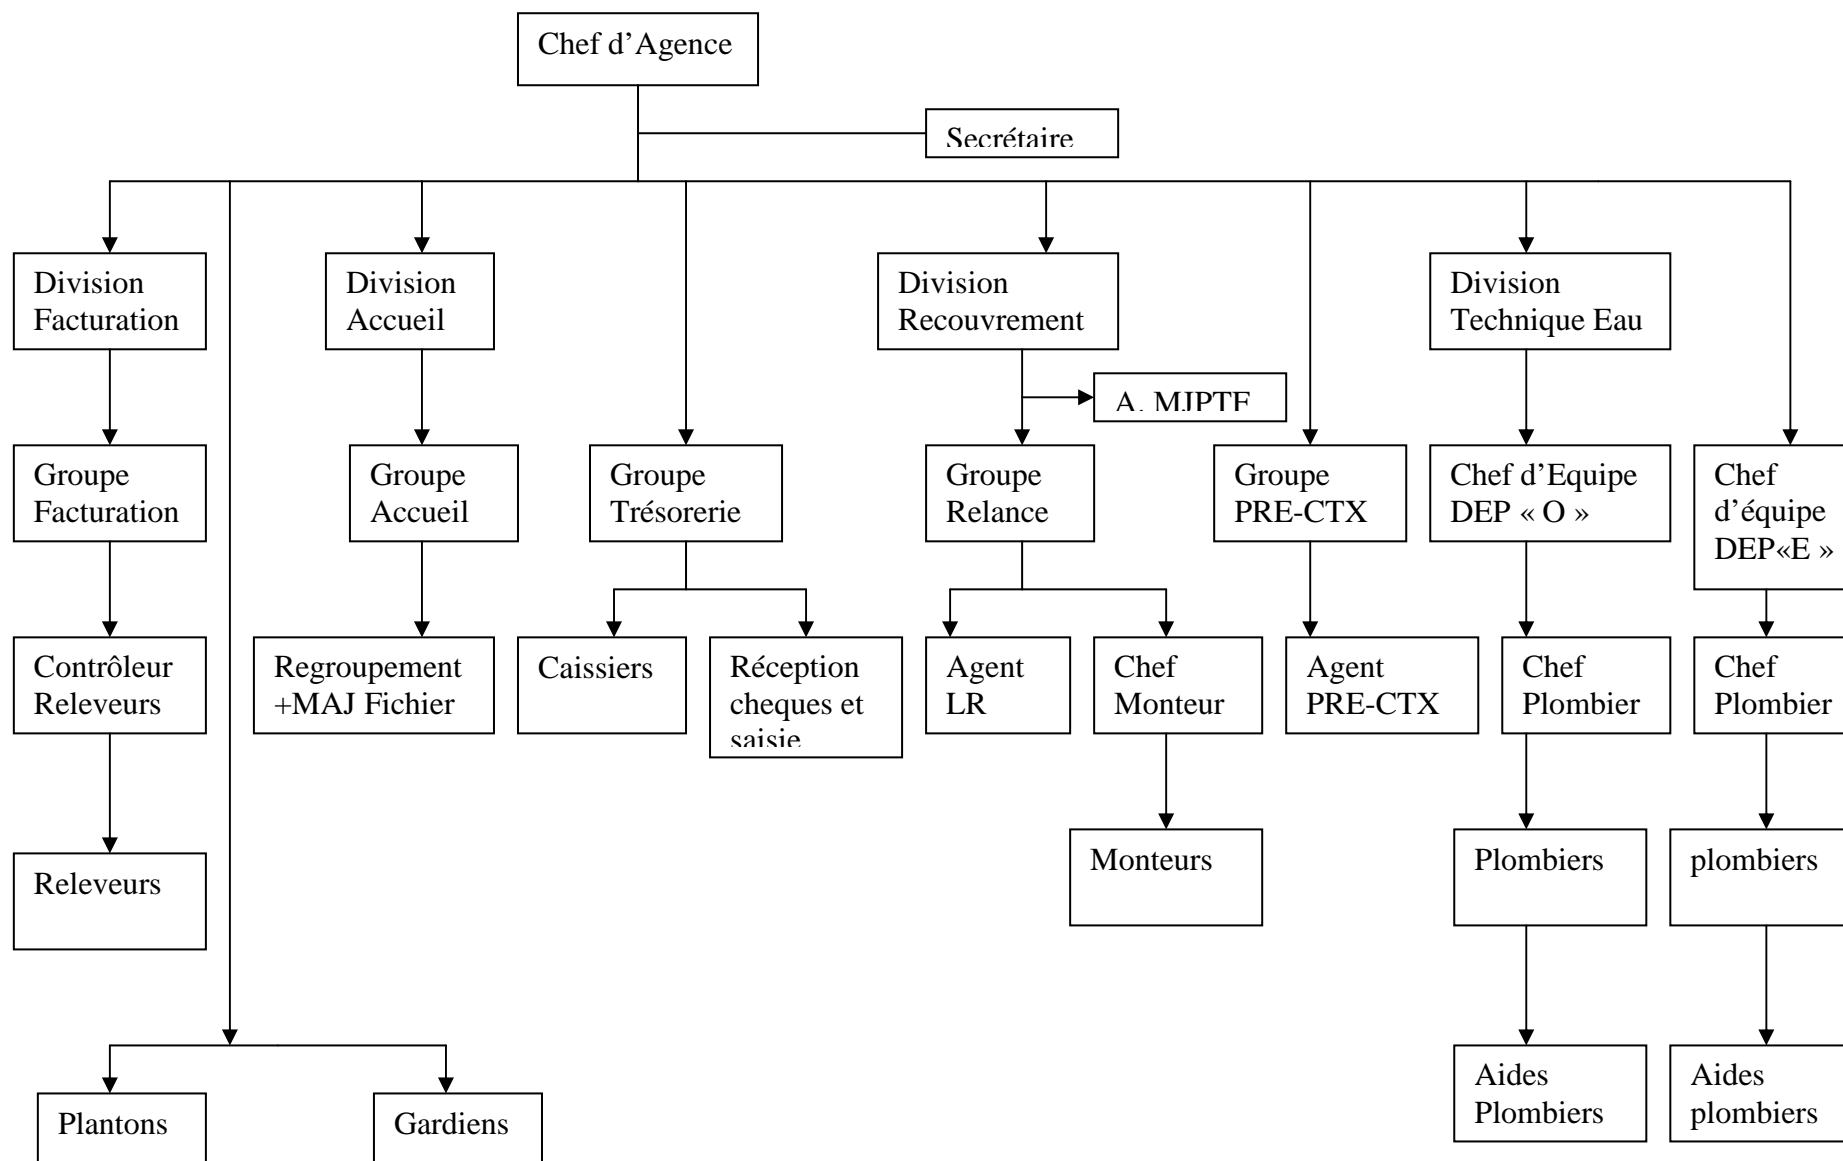 Chef d’Agence
Secrétaire
Division
Facturation
Division
Accueil
Division
Recouvrement
Division
Technique Eau
A. MJPTF
Groupe
Facturation
Groupe
Accueil
Groupe
Trésorerie
Groupe
Relance
Groupe
PRE-CTX
Chef d’Equipe
DEP « O »
Chef
d’équipe
DEP«E »
Contrôleur
Releveurs
Regroupement
+MAJ Fichier
Caissiers
Réception
cheques et
saisie
Agent
LR
Chef
Monteur
Agent
PRE-CTX
Chef
Plombier
Chef
Plombier
Releveurs
Monteurs
Plombiers
plombiers
Plantons
Gardiens
Aides
Plombiers
Aides
plombiers